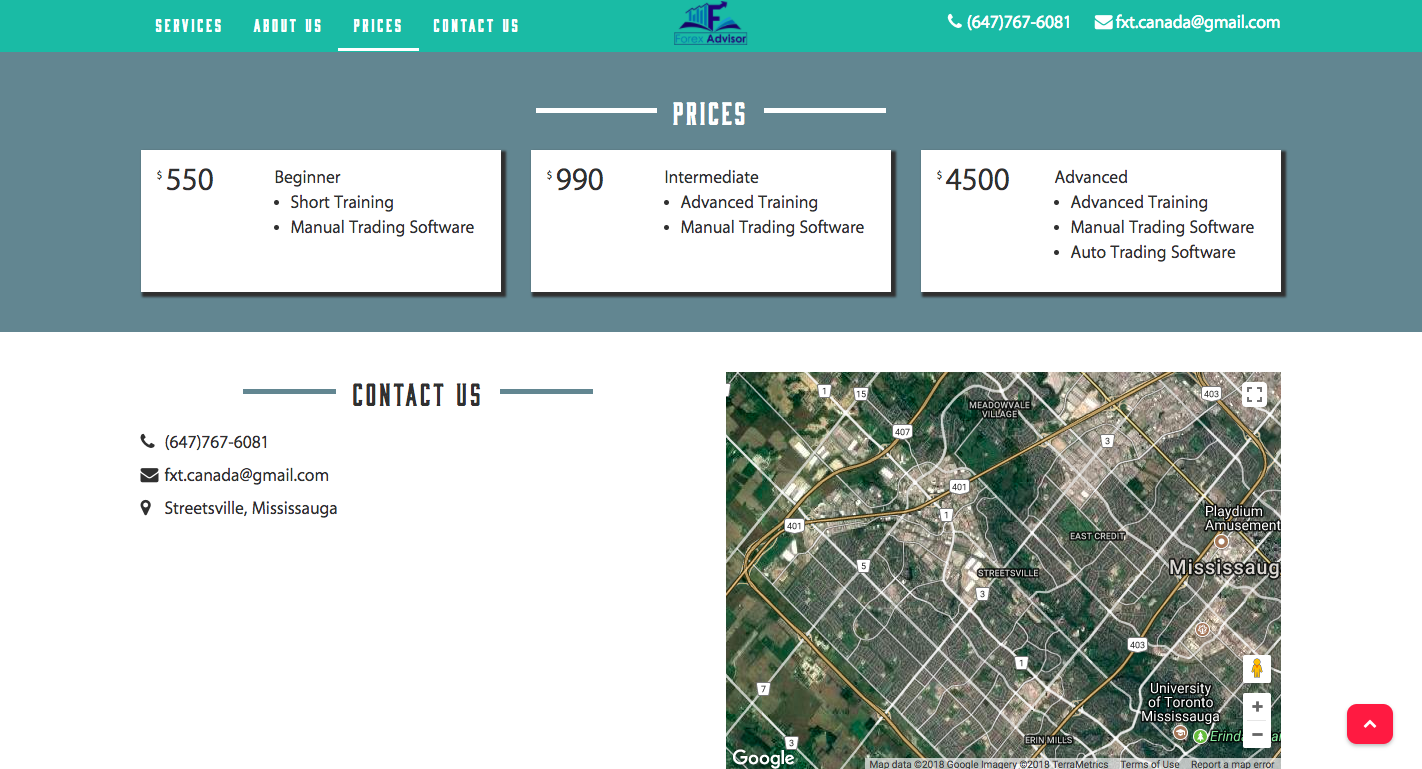 SERVICES ABOUT US PRICES CONTACT US
Forex Advisor
(647)767-6081 fxt.canada@gmail.com
PRICES
$550
Beginner
• Short Training
• Manual Trading Software
$990
Intermediate
• Advanced Training
• Manual Trading Software
$4500
Advanced
• Advanced Training
• Manual Trading Software
• Auto Trading Software
CONTACT US
(647)767-6081
fxt.canada@gmail.com
Streetsville, Mississauga
1
15
403
MEADOWVALE
VILLAGE
407
3
401
1
Playdium
Amusement
401
EAST CREDIT
5
STREETSVILLE
Mississaug
3
403
1
7
University
of Toronto
Mississauga
3
ERIN MILLS
Google
Map data ©2018 Google Imagery ©2018 TerraMetrics Terms of Use Report a map error